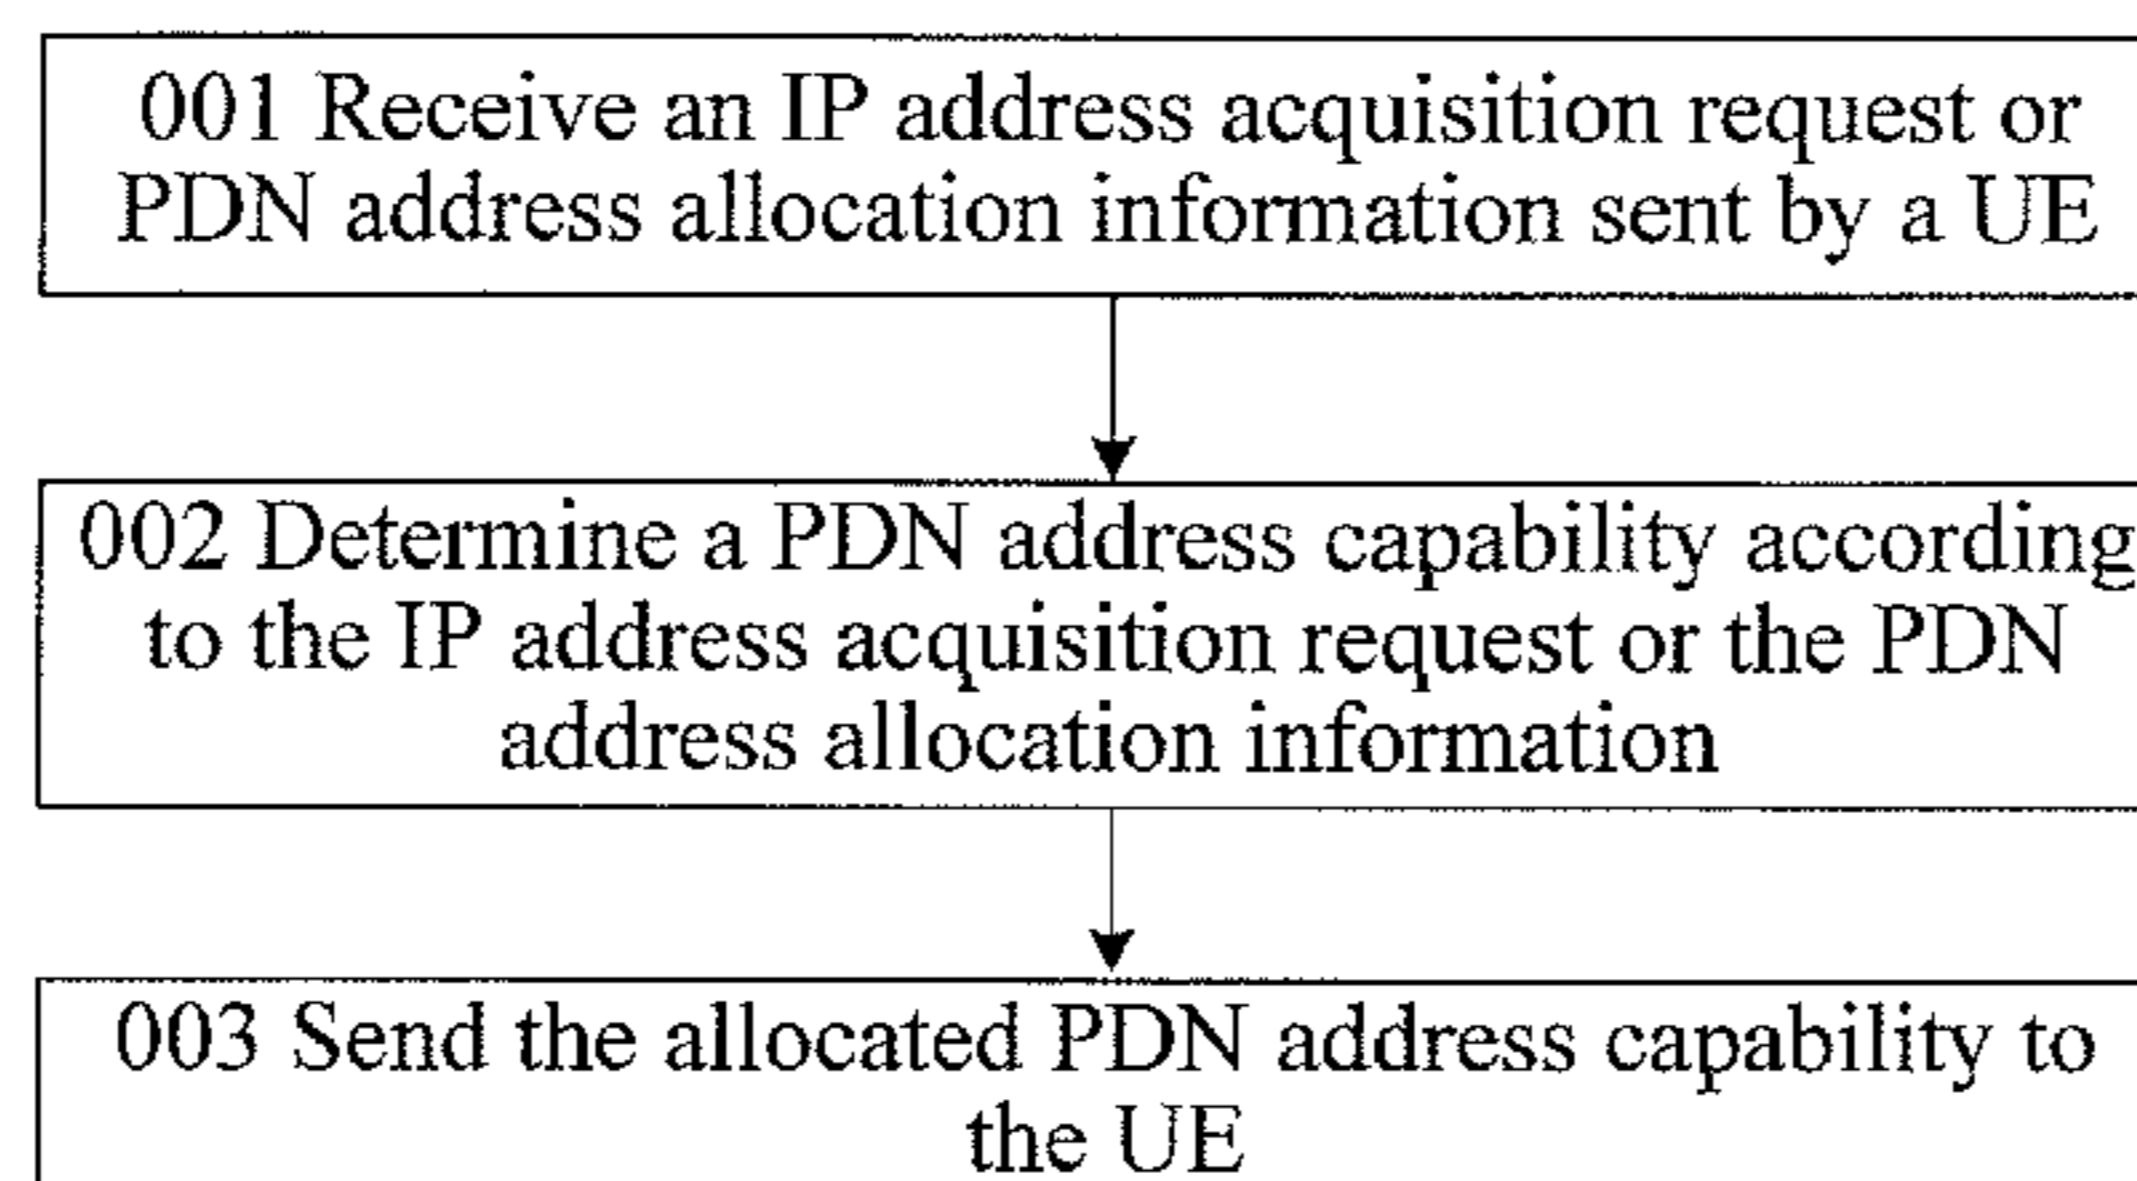 001 Receive an IP address acquisition request or
PDN address allocation information sent by a UE
002 Determine a PDN address capability according
to the IP address acquisition request or the PDN
address allocation information
003 Send the allocated PDN address capability to
the UE